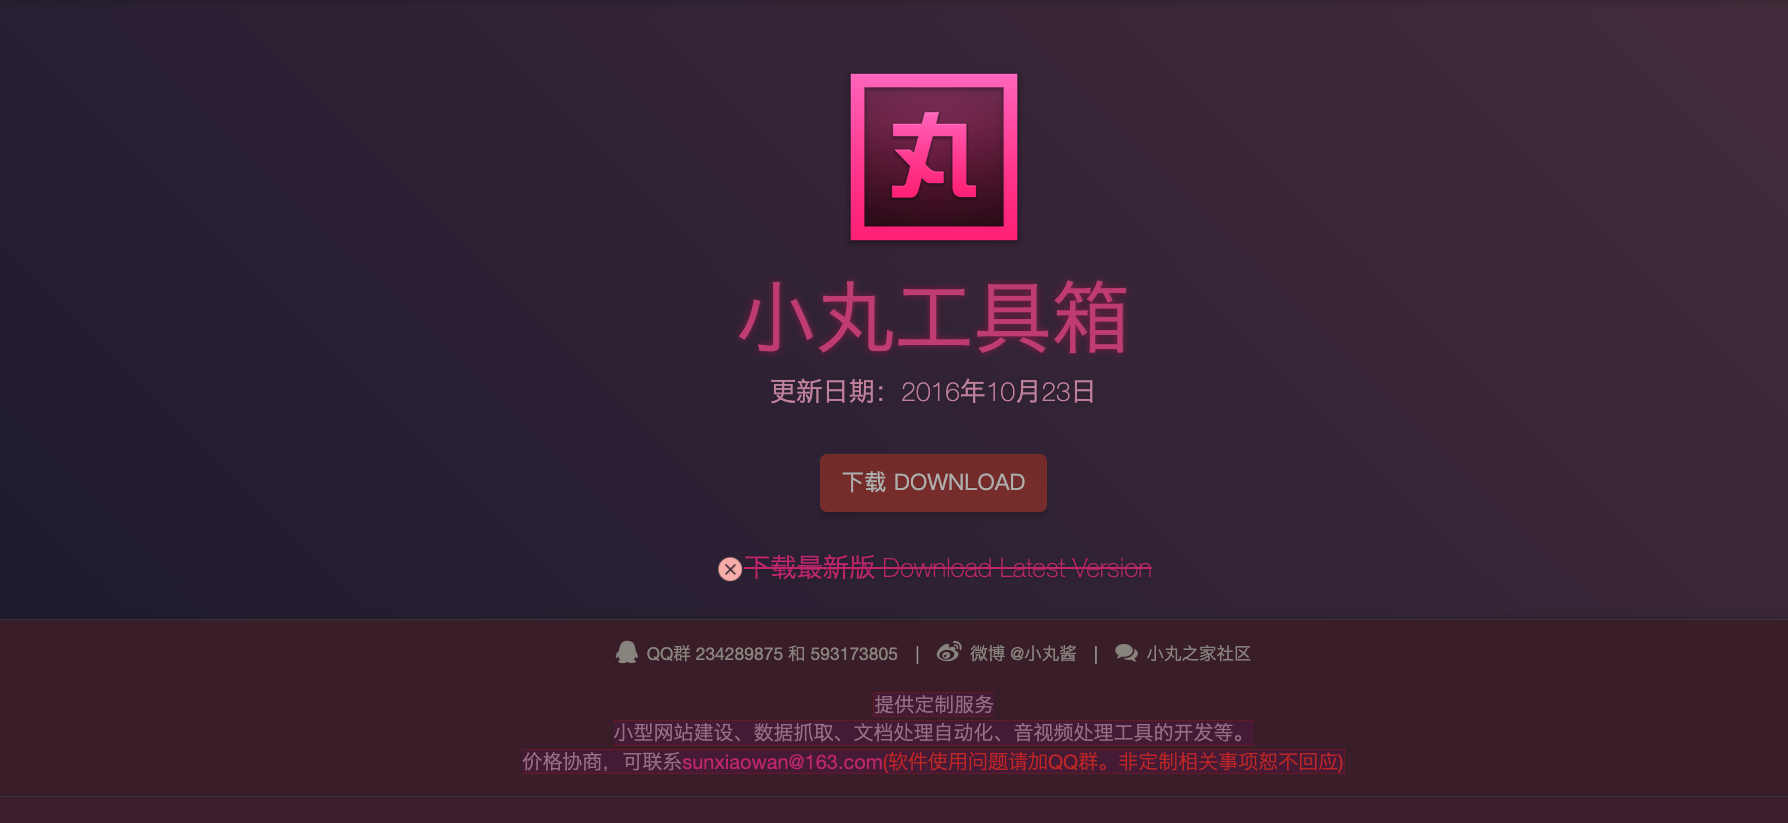 丸
小丸工具箱
更新日期：2016年10月23日
下载 DOWNLOAD
下载最新版 Download Latest Version
QQ群 234289875 和 593173805 | 微博 @小丸酱 | 小丸之家社区
提供定制服务
小型网站建设、数据抓取、文档处理自动化、音视频处理工具的开发等。
价格协商，可联系sunxiaowan@163.com(软件使用问题请加QQ群。非定制相关事项恕不回应)